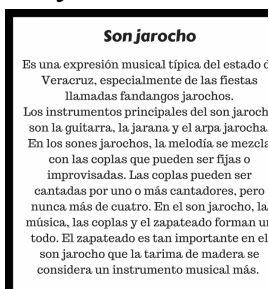 Son jarocho
Es una expresión musical típica del estado d
Veracruz, especialmente de las fiestas
llamadas fandangos jarochos.
Los instrumentos principales del son jaroch
son la guitarra, la jarana y el arpa jarocha.
En los sones jarochos, la melodía se mezcla
con las coplas que pueden ser fijas o
improvisadas. Las coplas pueden ser
cantadas por uno o más cantadores, pero
nunca más de cuatro. En el son jarocho, la
música, las coplas y el zapateado forman un
todo. El zapateado es tan importante en el
son jarocho que la tarima de madera se
considera un instrumento musical más.